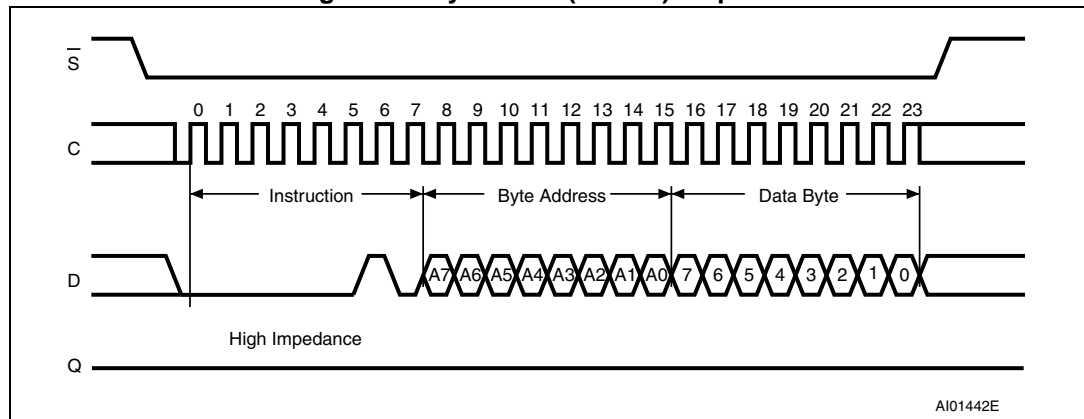 S
0 1 2 3 4 5 6 7 8 9 10 11 12 13 14 15 16 17 18 19 20 21 22 23
C
Instruction Byte Address Data Byte
D A7 A6 A5 A4 A3 A2 A1 A0 7 6 5 4 3 2 1 0
High Impedance
Q
AI01442E